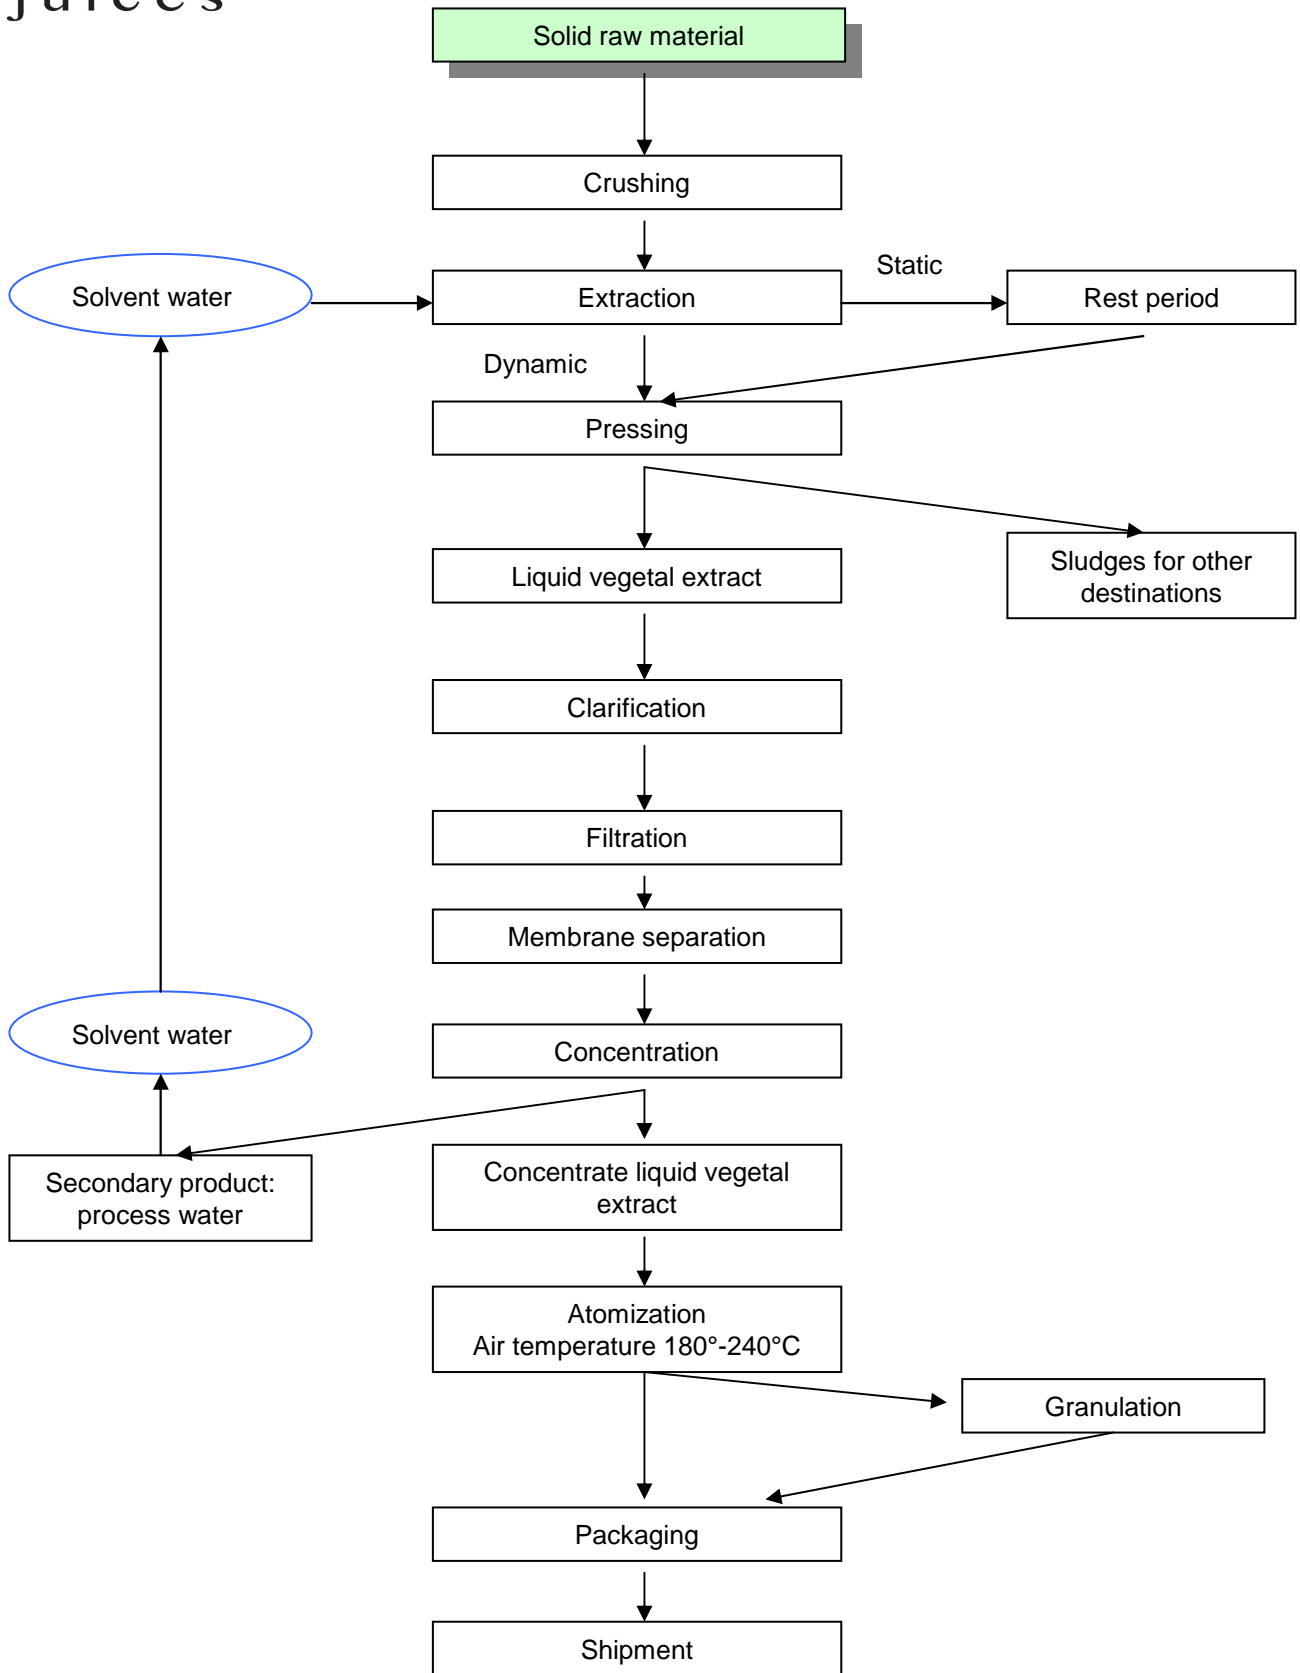 juices
Solid raw material
Crushing
Static
Solvent water
Extraction
Rest period
Dynamic
Pressing
Liquid vegetal extract
Sludges for other
destinations
Clarification
Filtration
Membrane separation
Solvent water
Concentration
Secondary product:
process water
Concentrate liquid vegetal
extract
Atomization
Air temperature 180°-240°C
Granulation
Packaging
Shipment